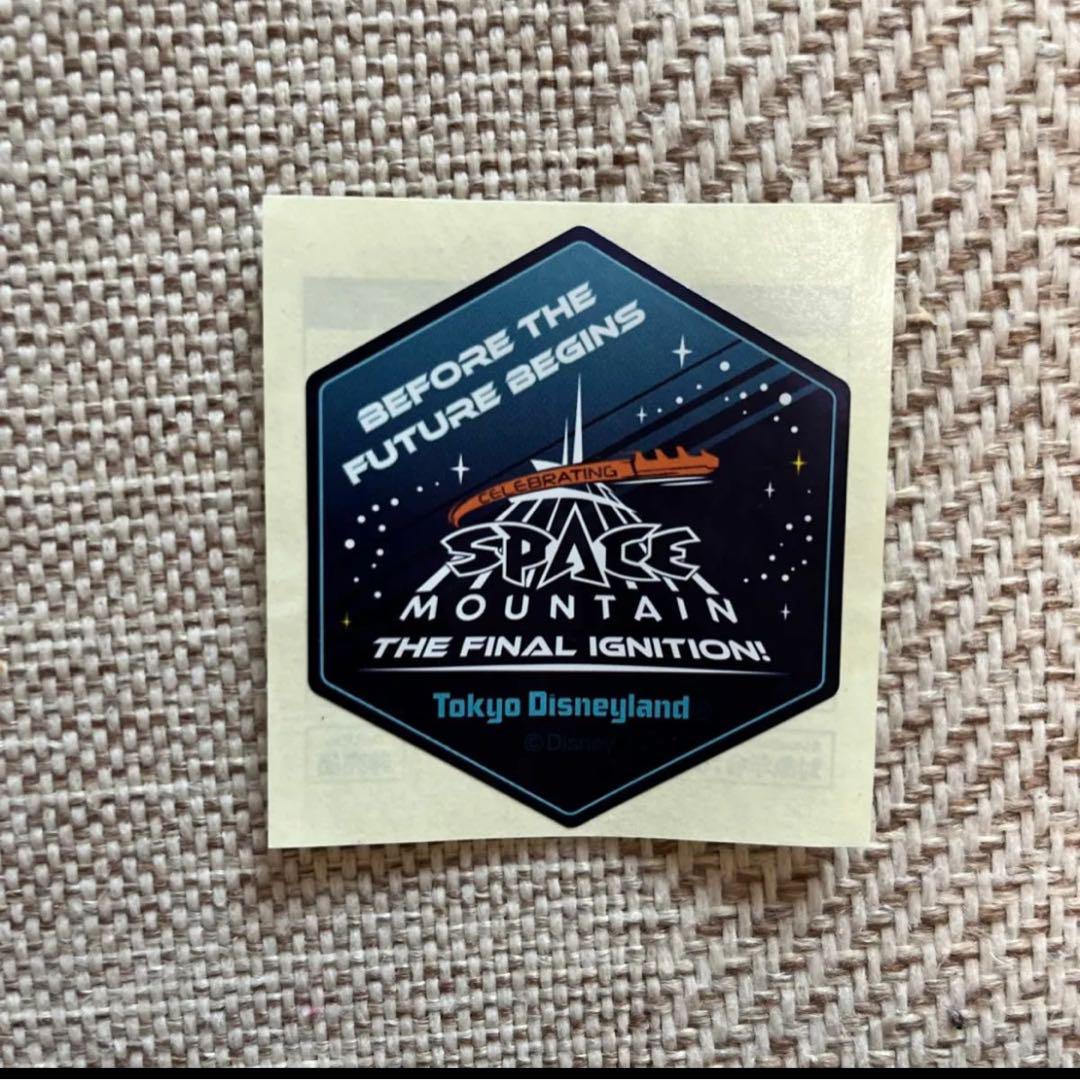 BEFORE THE
FUTURE BEGINS
CELEBRATING
SPACE
MOUNTAIN
THE FINAL IGNITION!
Tokyo Disneyland
©Disney